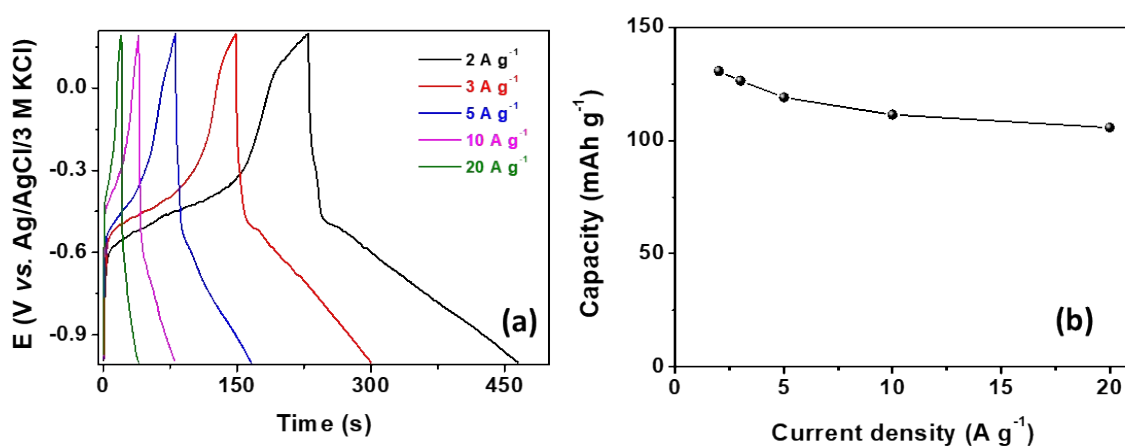 E (V vs. Ag/AgCl/3 M KCl)
0.0
-0.3
-0.6
-0.9
2 A g⁻¹
3 A g⁻¹
5 A g⁻¹
10 A g⁻¹
20 A g⁻¹
(a)
0
150
300
450
Time (s)
Capacity (mAh g⁻¹)
150
100
50
0
(b)
0
5
10
15
20
Current density (A g⁻¹)